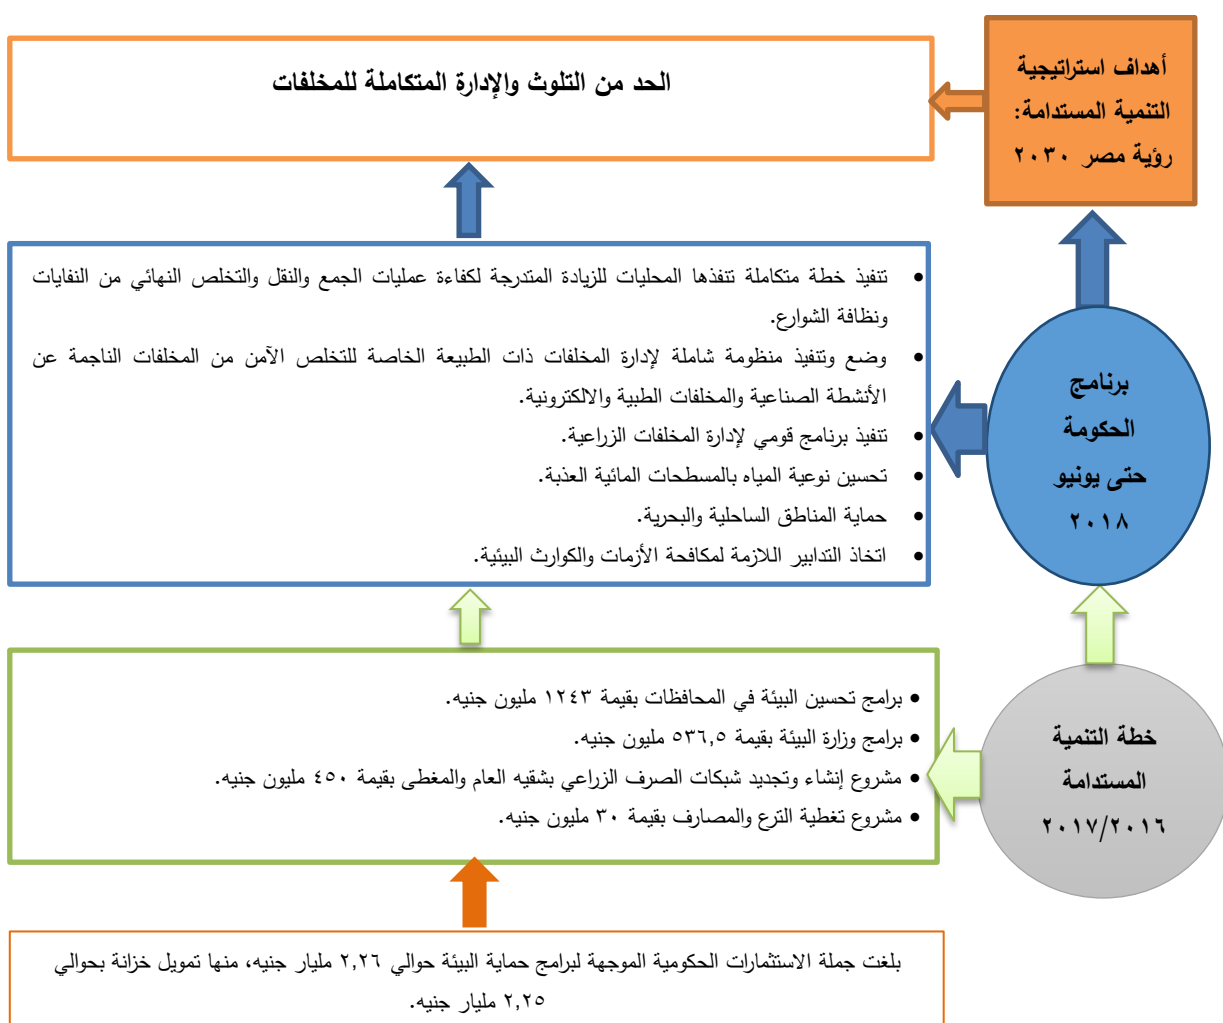 أهداف استراتيجية
التنمية المستدامة:
رؤية مصر ٢٠٣٠
الحد من التلوث والإدارة المتكاملة للمخلفات
برنامج
الحكومة
حتى يونيو
٢٠١٨
• تنفيذ خطة متكاملة تنفذها المحليات للزيادة المتدرجة لكفاءة عمليات الجمع والنقل والتخلص النهائي من النفايات
ونظافة الشوارع.
• وضع وتنفيذ منظومة شاملة لإدارة المخلفات ذات الطبيعة الخاصة للتخلص الآمن من المخلفات الناجمة عن
الأنشطة الصناعية والمخلفات الطبية والالكترونية.
• تنفيذ برنامج قومي لإدارة المخلفات الزراعية.
• تحسين نوعية المياه بالمسطحات المائية العذبة.
• حماية المناطق الساحلية والبحرية.
• اتخاذ التدابير اللازمة لمكافحة الأزمات والكوارث البيئية.
خطة التنمية
المستدامة
٢٠١٧/٢٠١٦
• برامج تحسين البيئة في المحافظات بقيمة ١٢٤٣ مليون جنيه.
• برامج وزارة البيئة بقيمة ٥٣٦,٥ مليون جنيه.
• مشروع إنشاء وتجديد شبكات الصرف الزراعي بشقيه العام والمغطى بقيمة ٤٥٠ مليون جنيه.
• مشروع تغطية الترع والمصارف بقيمة ٣٠ مليون جنيه.
بلغت جملة الاستثمارات الحكومية الموجهة لبرامج حماية البيئة حوالي ٢,٢٦ مليار جنيه، منها تمويل خزانة بحوالي
٢,٢٥ مليار جنيه.